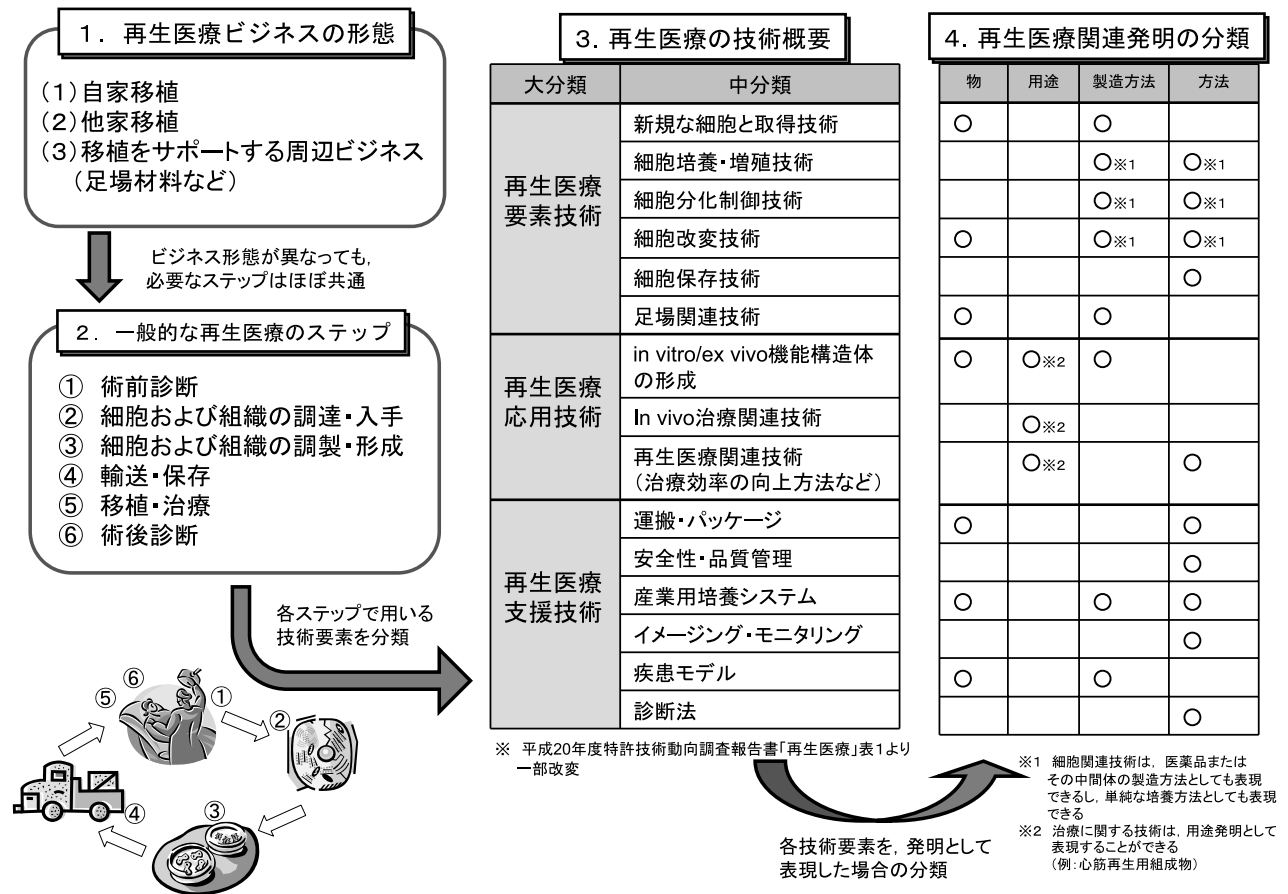 1. 再生医療ビジネスの形態
(1)自家移植
(2)他家移植
(3)移植をサポートする周辺ビジネス
(足場材料など)
ビジネス形態が異なっても,
必要なステップはほぼ共通
2. 一般的な再生医療のステップ
① 術前診断
② 細胞および組織の調達・入手
③ 細胞および組織の調製・形成
④ 輸送・保存
⑤ 移植・治療
⑥ 術後診断
各ステップで用いる
技術要素を分類
⑥
⑤
①
②
④
③
3. 再生医療の技術概要
大分類 中分類
再生医療
要素技術
新規な細胞と取得技術
細胞培養・増殖技術
細胞分化制御技術
細胞改変技術
細胞保存技術
足場関連技術
再生医療
応用技術
in vitro/ex vivo機能構造体
の形成
In vivo治療関連技術
再生医療関連技術
(治療効率の向上方法など)
再生医療
支援技術
運搬・パッケージ
安全性・品質管理
産業用培養システム
イメージング・モニタリング
疾患モデル
診断法
※ 平成20年度特許技術動向調査報告書「再生医療」表1より
一部改変
各技術要素を,発明として
表現した場合の分類
4. 再生医療関連発明の分類
物 用途 製造方法 方法
○ ○
○※1 ○※1
○※1 ○※1
○ ○※1 ○※1
○
○ ○
○ ○※2 ○
○※2
○※2 ○
○ ○
○
○ ○ ○
○
○ ○
○
※1 細胞関連技術は,医薬品または
その中間体の製造方法としても表現
できるし,単純な培養方法としても表現
できる
※2 治療に関する技術は,用途発明として
表現することができる
(例:心筋再生用組成物)